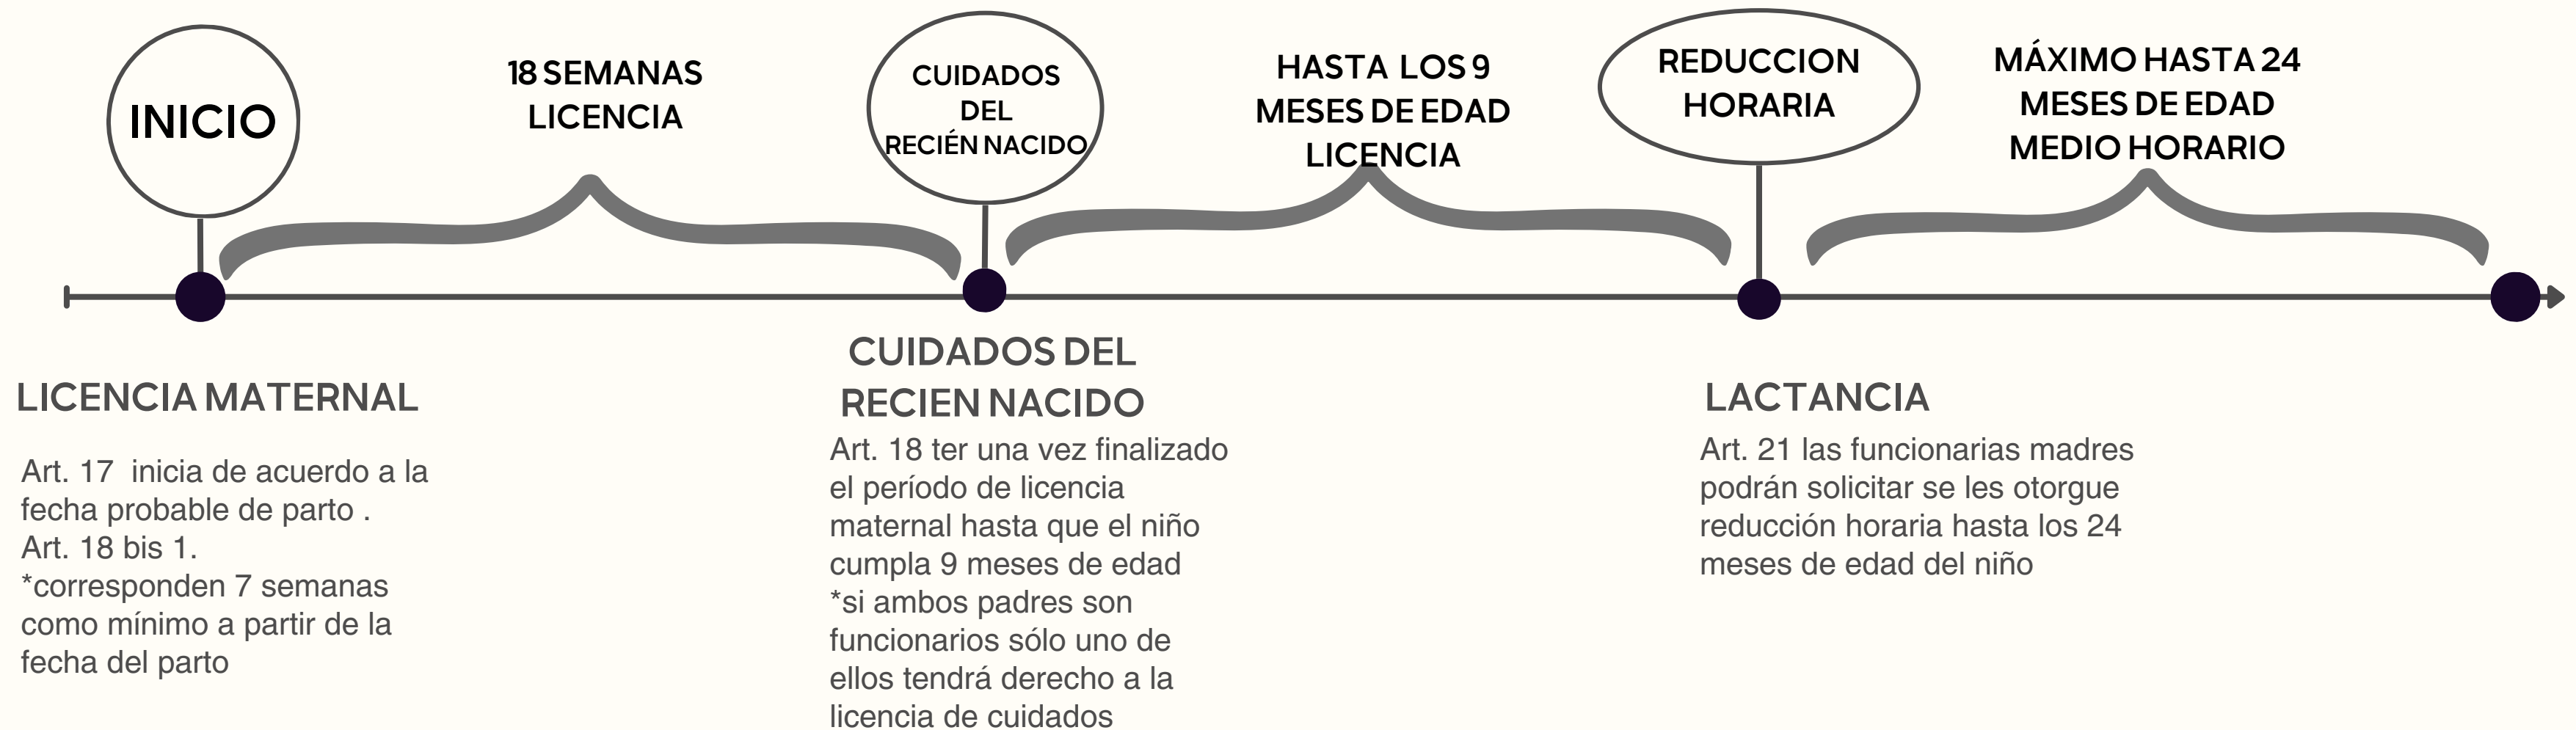 INICIO
18 SEMANAS
LICENCIA
CUIDADOS
DEL
RECIÉN NACIDO
HASTA LOS 9
MESES DE EDAD
LICENCIA
REDUCCION
HORARIA
MÁXIMO HASTA 24
MESES DE EDAD
MEDIO HORARIO
LICENCIA MATERNAL
Art. 17 inicia de acuerdo a la
fecha probable de parto .
Art. 18 bis 1.
*corresponden 7 semanas
como mínimo a partir de la
fecha del parto
CUIDADOS DEL
RECIEN NACIDO
Art. 18 ter una vez finalizado
el período de licencia
maternal hasta que el niño
cumpla 9 meses de edad
*si ambos padres son
funcionarios sólo uno de
ellos tendrá derecho a la
licencia de cuidados
LACTANCIA
Art. 21 las funcionarias madres
podrán solicitar se les otorgue
reducción horaria hasta los 24
meses de edad del niño